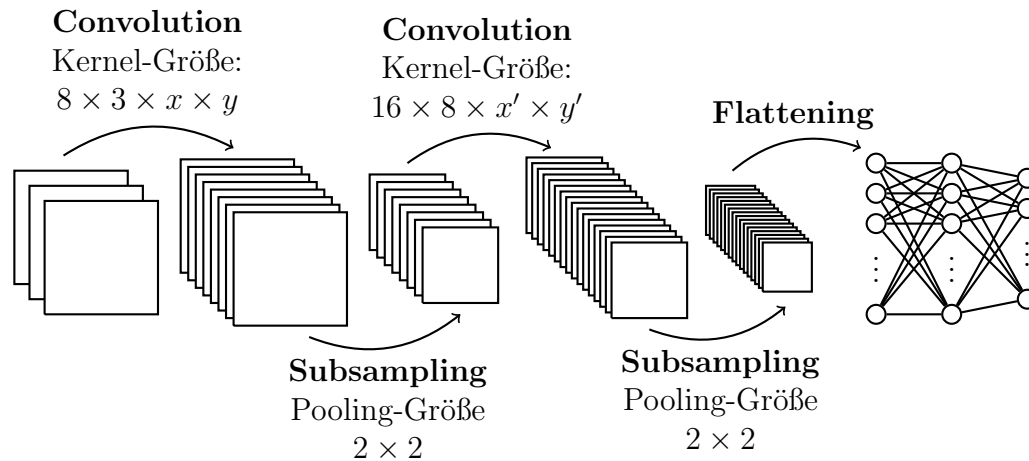 Convolution
Kernel-Größe:
8 × 3 × x × y
Convolution
Kernel-Größe:
16 × 8 × x′ × y′
Flattening
Subsampling
Pooling-Größe
2 × 2
Subsampling
Pooling-Größe
2 × 2